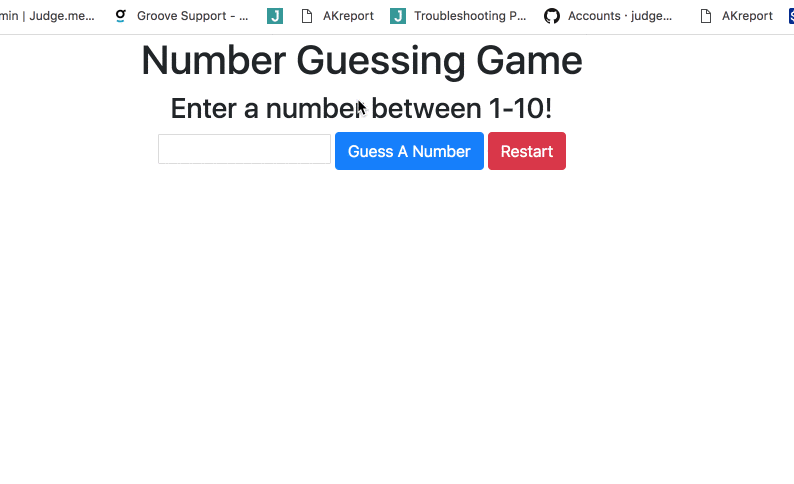 min | Judge.me... Groove Support - ... AKreport Troubleshooting P... Accounts · judge... AKreport
Number Guessing Game
Enter a number between 1-10!
Guess A Number Restart